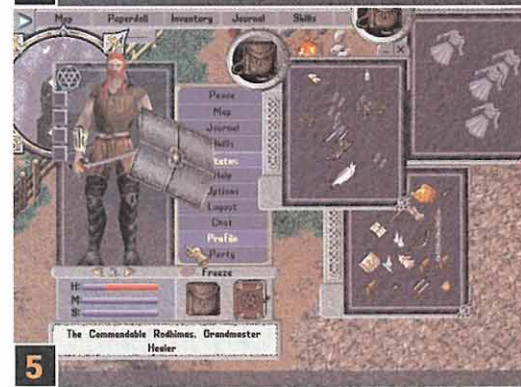 Map Paperdoll Inventory Journal Skills
Peace
Map
Journal
Skills
Status
Help
Options
Logout
Chat
Profile
Party
Freeze
H:
M:
S:
The Commendable Rodhimas, Grandmaster
Healer
5